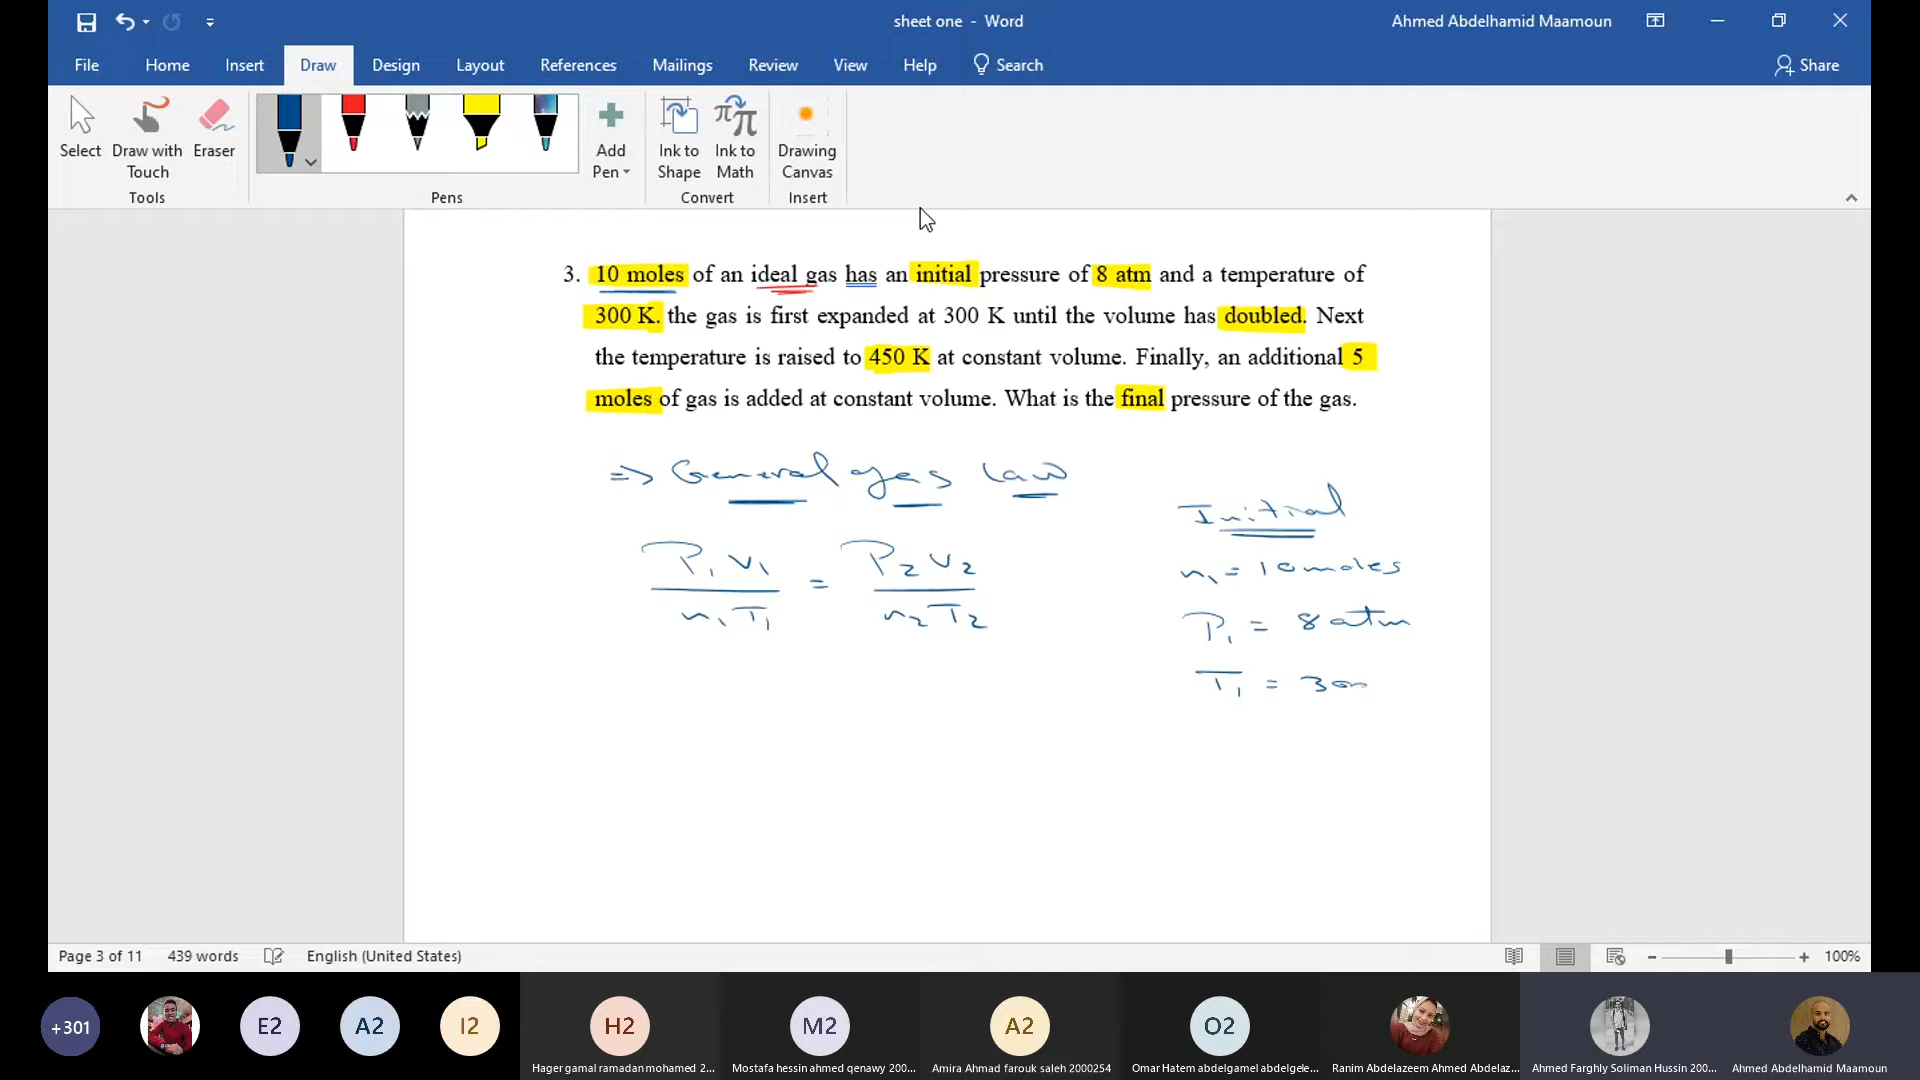 sheet one - Word
Ahmed Abdelhamid Maamoun
File Home Insert Draw Design Layout References Mailings Review View Help Search Share
Select Draw with Touch Eraser
Add Pen
Ink to Shape Ink to Math
Drawing Canvas
Tools Pens Convert Insert
3. 10 moles of an ideal gas has an initial pressure of 8 atm and a temperature of
300 K. the gas is first expanded at 300 K until the volume has doubled. Next
the temperature is raised to 450 K at constant volume. Finally, an additional 5
moles of gas is added at constant volume. What is the final pressure of the gas.
=> General gas law
Initial
P1 V1 / n1 T1 = P2 V2 / n2 T2
n1 = 10 moles
P1 = 8 atm
T1 = 300
Page 3 of 11 439 words English (United States) 100%
+301 E2 A2 I2 H2 M2 A2 O2
Hager gamal ramadan mohamed 2... Mostafa hessin ahmed qenawy 200... Amira Ahmad farouk saleh 2000254 Omar Hatem abdelgamel abdelgele... Ranim Abdelazeem Ahmed Abdelaz... Ahmed Farghly Soliman Hussin 200... Ahmed Abdelhamid Maamoun